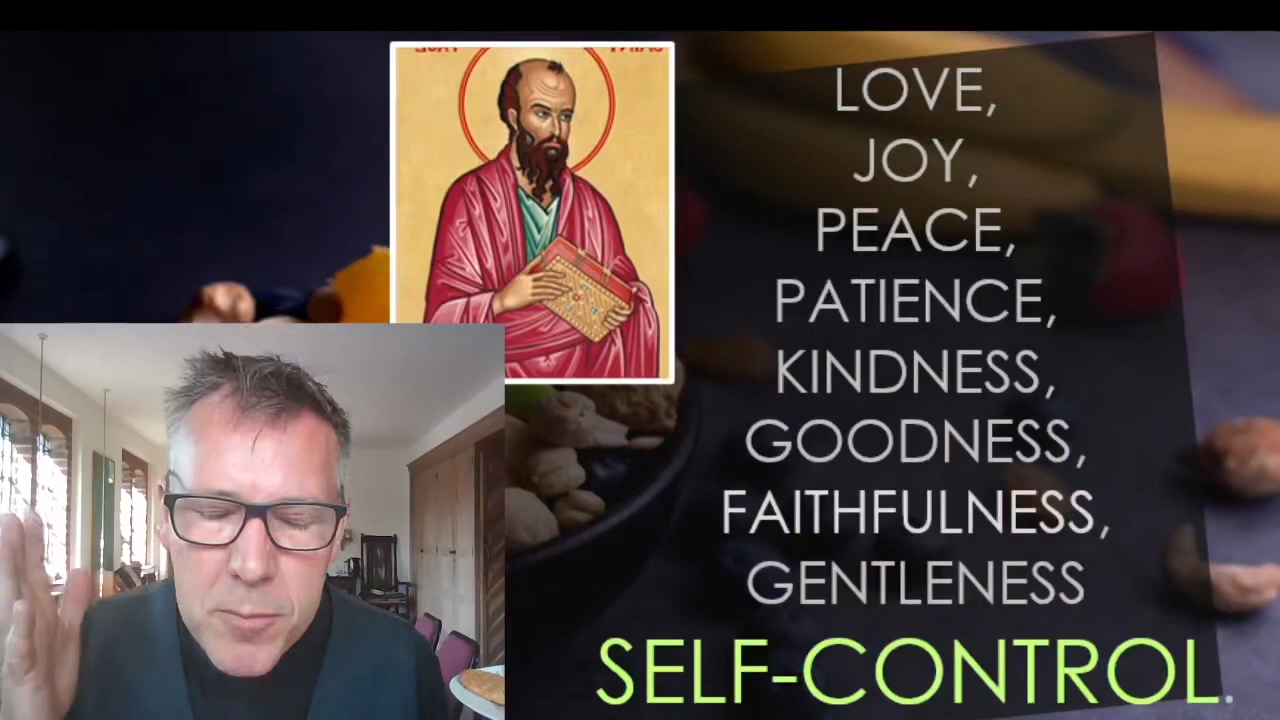 LOVE,
JOY,
PEACE,
PATIENCE,
KINDNESS,
GOODNESS,
FAITHFULNESS,
GENTLENESS
SELF-CONTROL.